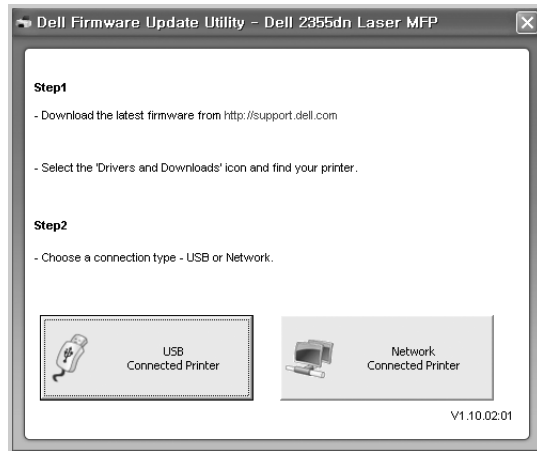 Dell Firmware Update Utility - Dell 2355dn Laser MFP
Step1
- Download the latest firmware from http://support.dell.com
- Select the 'Drivers and Downloads' icon and find your printer.
Step2
- Choose a connection type - USB or Network.
USB
Connected Printer
Network
Connected Printer
V1.10.02:01